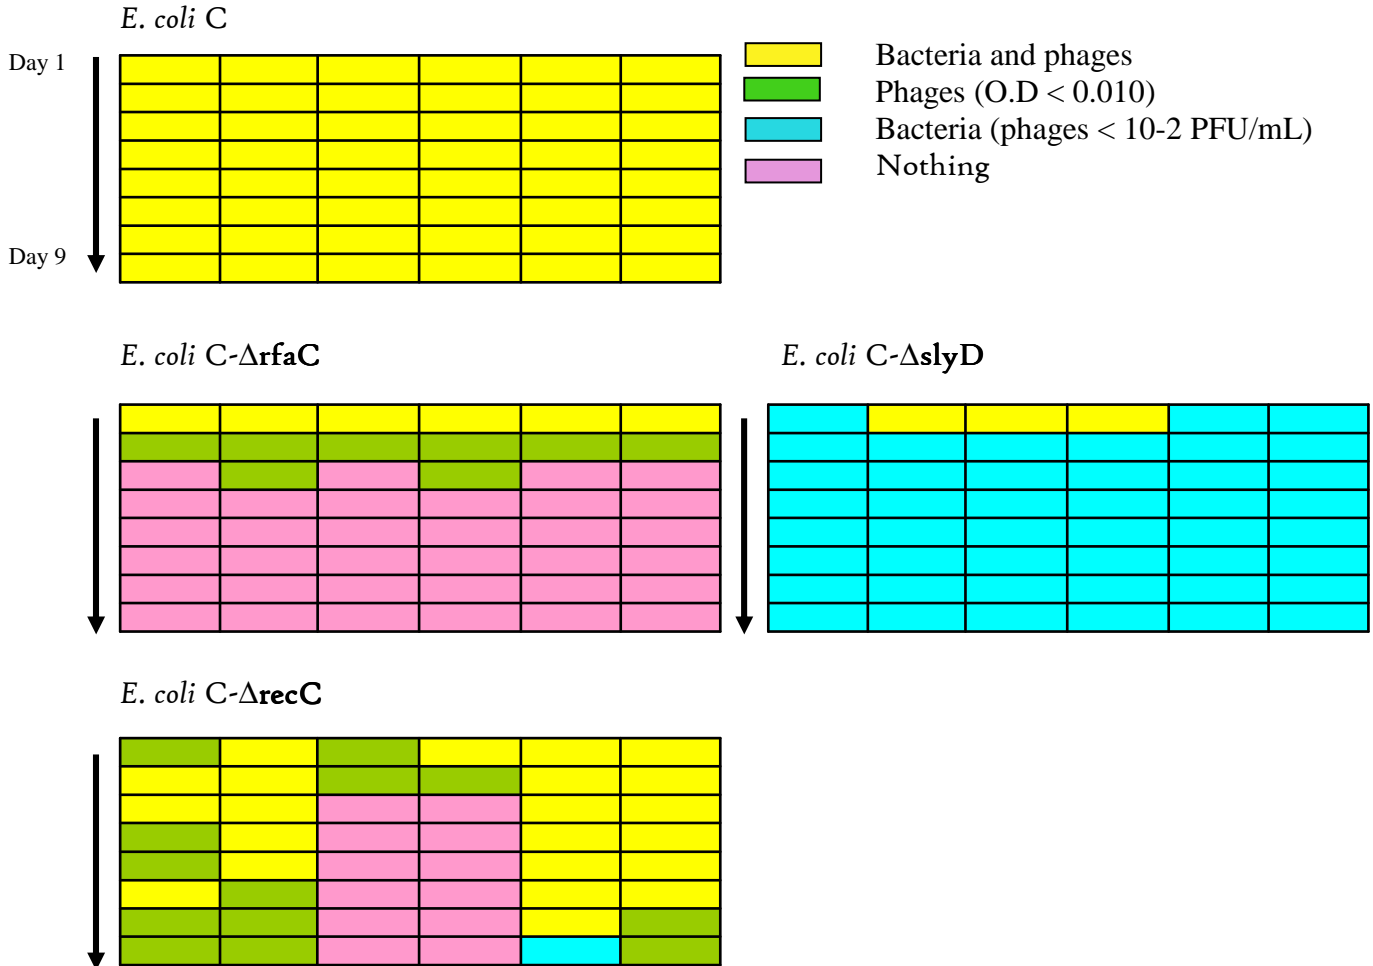 E. coli C
Day 1
Day 9
Bacteria and phages
Phages (O.D < 0.010)
Bacteria (phages < 10-2 PFU/mL)
Nothing
E. coli C-ΔrfaC
E. coli C-ΔslyD
E. coli C-ΔrecC